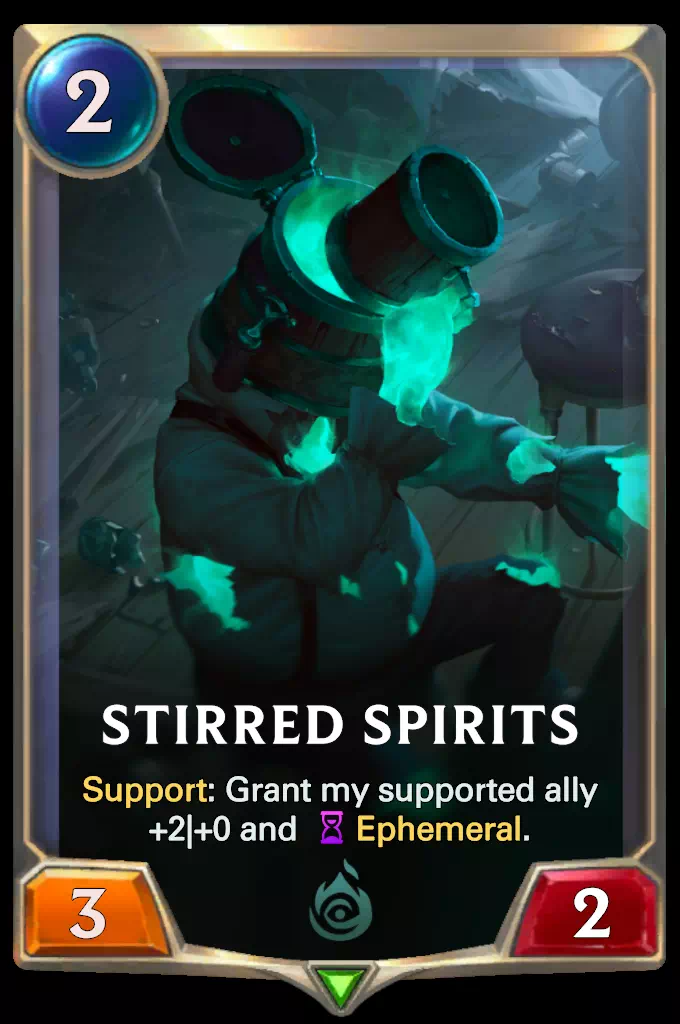 2
STIRRED SPIRITS
Support: Grant my supported ally
+2|+0 and Ephemeral.
3
2